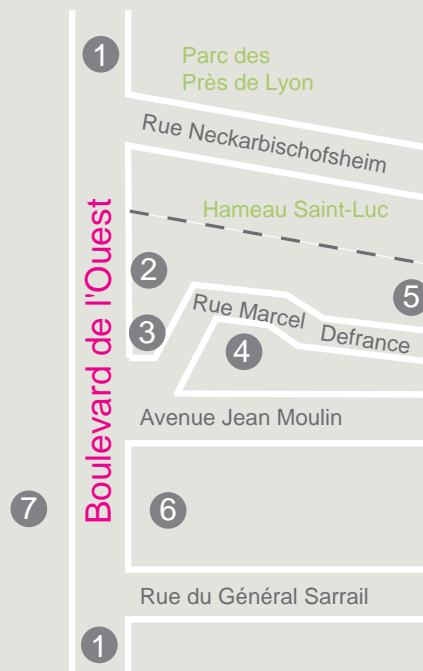 1
Parc des
Près de Lyon
Rue Neckarbischofsheim
Hameau Saint-Luc
Boulevard de l'Ouest
2
5
Rue Marcel Defrance
3
4
Avenue Jean Moulin
7
6
Rue du Général Sarrail
1